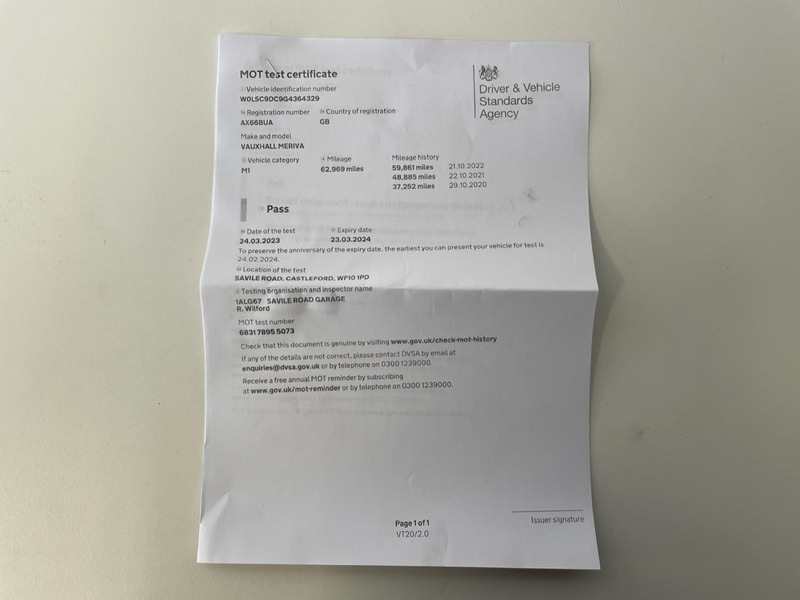 MOT test certificate
Vehicle identification number
W0LSC9DC9G4364329
Registration number Country of registration
AX66BUA GB
Make and model
VAUXHALL MERIVA
Vehicle category Mileage Mileage history
M1 62,969 miles 59,861 miles 21.10.2022
48,885 miles 22.10.2021
37,252 miles 29.10.2020
Driver & Vehicle
Standards
Agency
Pass
Date of the test Expiry date
24.03.2023 23.03.2024
To preserve the anniversary of the expiry date, the earliest you can present your vehicle for test is
24.02.2024.
Location of the test
SAVILE ROAD, CASTLEFORD, WF10 1PD
Testing organisation and inspector name
1ALG67 SAVILE ROAD GARAGE
R. Wilford
MOT test number
6831 7895 5073
Check that this document is genuine by visiting www.gov.uk/check-mot-history
If any of the details are not correct, please contact DVSA by email at
enquiries@dvsa.gov.uk or by telephone on 0300 1239000.
Receive a free annual MOT reminder by subscribing
at www.gov.uk/mot-reminder or by telephone on 0300 1239000.
Issuer signature
Page 1 of 1
VT20/2.0